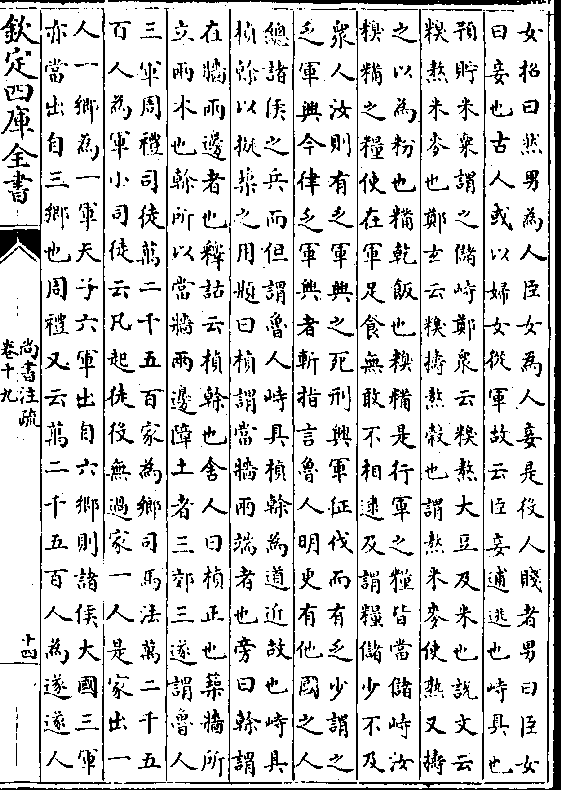 女招曰然男為人臣女為人妾是役人賤者男曰臣女
曰妾也古人或以婦女從軍故云臣妾逋逃也峙具也
預貯米衆謂之儲峙鄭衆云糗熬大豆及米也說文云
糗熬米麥也鄭玄云糗擣熬穀也謂熬米麥使熟又擣
之以為粉也糒乾飯也糗糒是行軍之糧皆當儲峙汝
糗糒之糧使在軍足食無敢不相逮及謂糧儲少不及
衆人汝則有乏軍興之死刑興軍征伐而有乏少謂之
乏軍興今律乏軍興者斬指言魯人明更有他國之人
總諸侯之兵而但謂魯人峙具楨榦為道近故也峙具
楨榦以擬築之用題曰楨謂當牆兩端者也旁曰榦謂
在牆兩邊者也釋詁云楨榦也舍人曰楨正也築牆所
立兩木也榦所以當牆兩邊障土者三郊三遂謂魯人
三軍周禮司徒萬二千五百家為鄉司馬法萬二千五
百人為軍小司徒云凡起徒役無過家一人是家出一
人一鄉為一軍天子六軍出自六鄉則諸侯大國三軍
亦當出自三鄉也周禮又云萬二千五百人為遂遂人
欽定四庫全書
尚書注疏
卷十九
十四